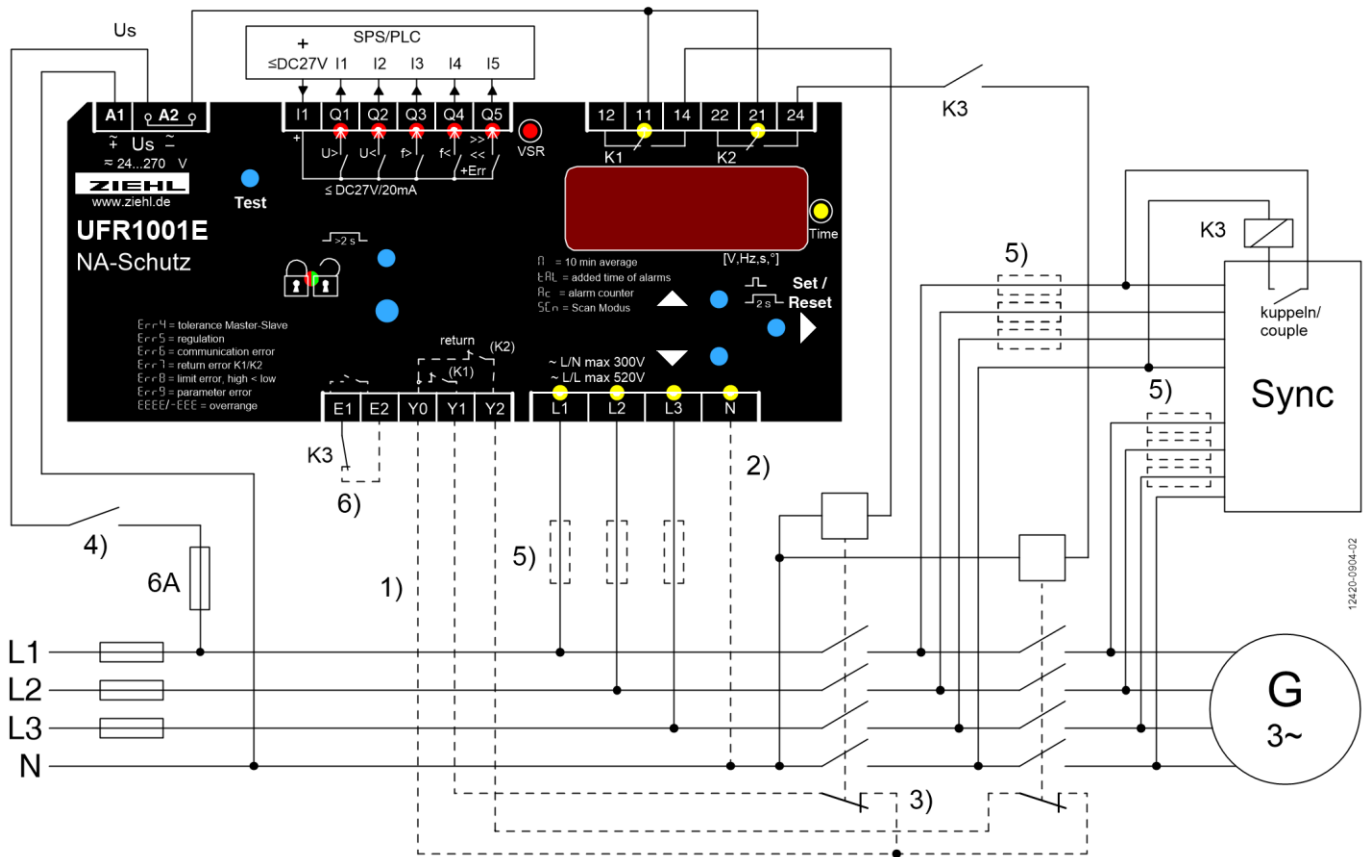 Us
SPS/PLC
+
≤DC27V I1 I2 I3 I4 I5
A1 A2
I1 Q1 Q2 Q3 Q4 Q5
12 11 14 22 21 24
K3
~ + Us ~ −
≂ 24...270 V
+ U> U< f> f< >> << +Err
VSR
K1 K2
≤ DC27V/20mA
ZIEHL
www.ziehl.de
Test
UFR1001E
NA-Schutz
>2 s
Time
[V,Hz,s,°]
K3
5)
kuppeln/
couple
Sync
5)
= 10 min average
tAL = added time of alarms
Ac = alarm counter
SCn = Scan Modus
2 s
Set /
Reset
Err4 = tolerance Master-Slave
Err5 = regulation
Err6 = communication error
Err7 = return error K1/K2
Err8 = limit error, high < low
Err9 = parameter error
EEEE/-EEE = overrange
return
(K2)
(K1)
~ L/N max 300V
~ L/L max 520V
E1 E2 Y0 Y1 Y2
L1 L2 L3 N
K3
6)
2)
4)
5)
6A
1)
12420-0904-02
L1
L2
L3
N
G
3~
3)